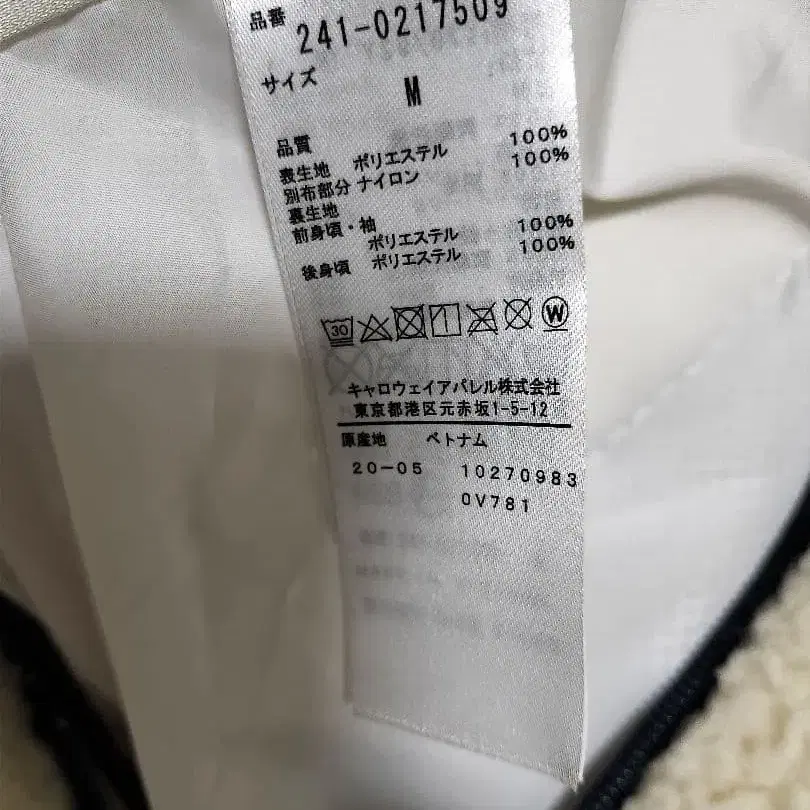 品番 241-0217509
サイズ M
品質
表生地 ポリエステル 100%
別布部分 ナイロン 100%
裏生地
前身頃・袖
ポリエステル 100%
後身頃 ポリエステル 100%
30 W
キャロウェイアパレル株式会社
東京都港区元赤坂1-5-12
原産地 ベトナム
20-05 10270983
0V781